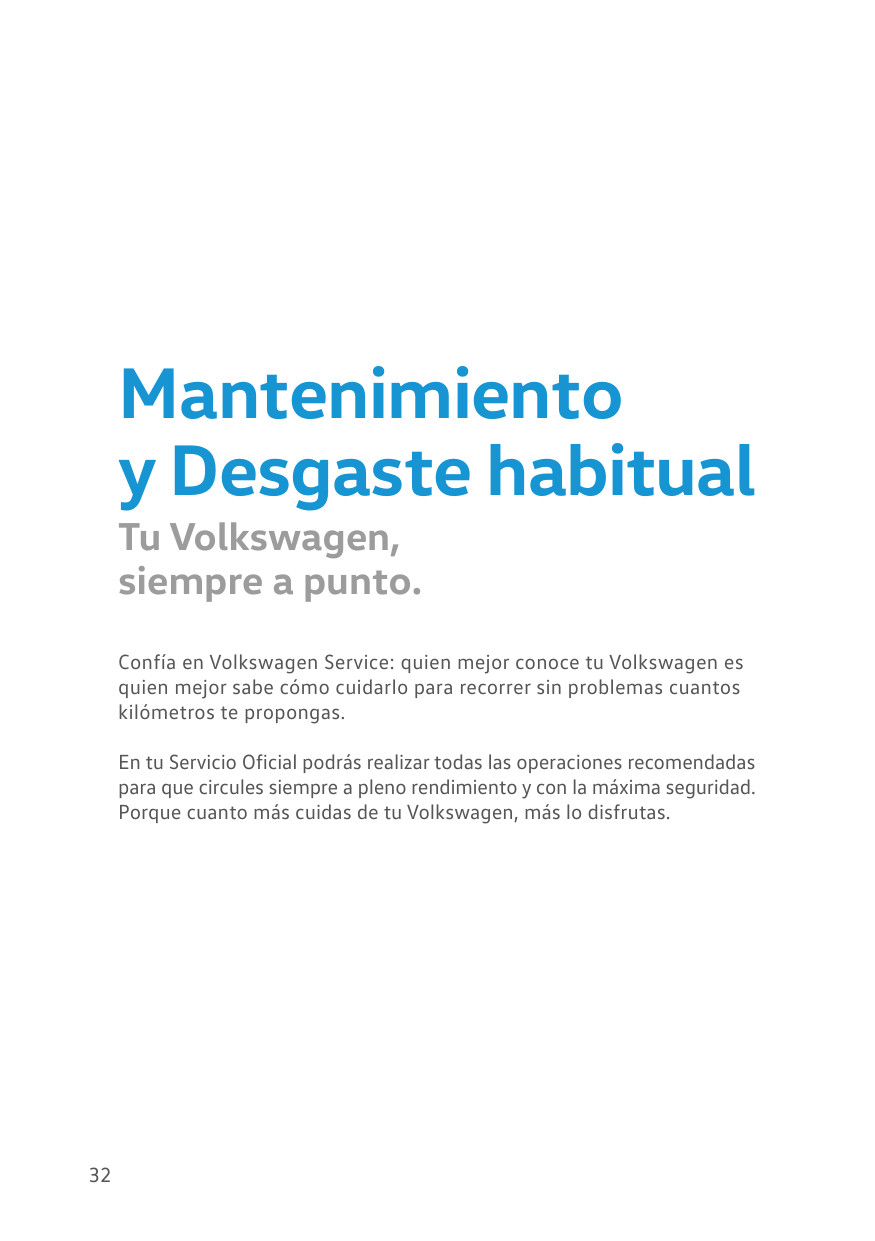 Mantenimiento
y Desgaste habitual
Tu Volkswagen,
siempre a punto.
Confía en Volkswagen Service: quien mejor conoce tu Volkswagen es
quien mejor sabe cómo cuidarlo para recorrer sin problemas cuantos
kilómetros te propongas.
En tu Servicio Oficial podrás realizar todas las operaciones recomendadas
para que circules siempre a pleno rendimiento y con la máxima seguridad.
Porque cuanto más cuidas de tu Volkswagen, más lo disfrutas.
32